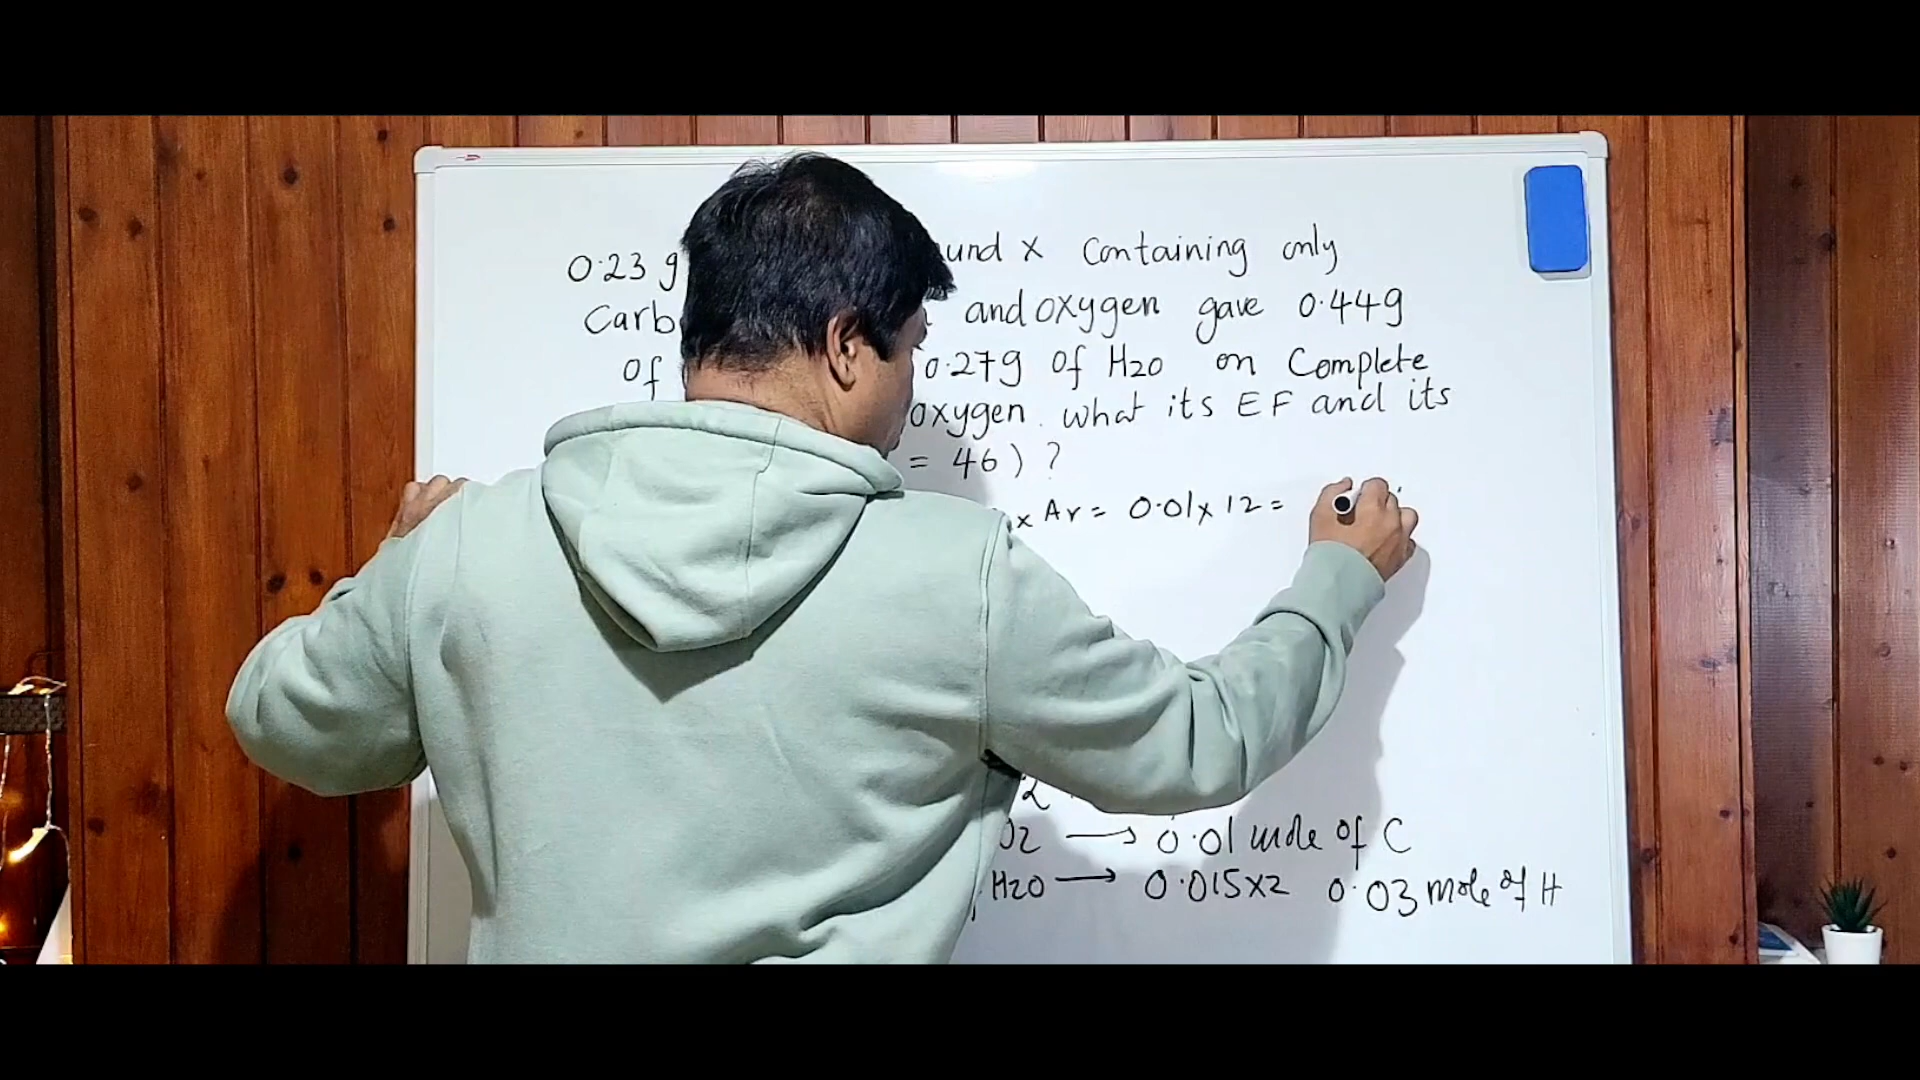 0.23 g und x Containing only
Carb and oxygen gave 0.44g
of 0.27g of H2O on Complete
oxygen. what its EF and its
= 46) ?
x Ar = 0.01 x 12 =
2
O2 → 0.01 mole of C
H2O → 0.015x2 0.03 mole of H